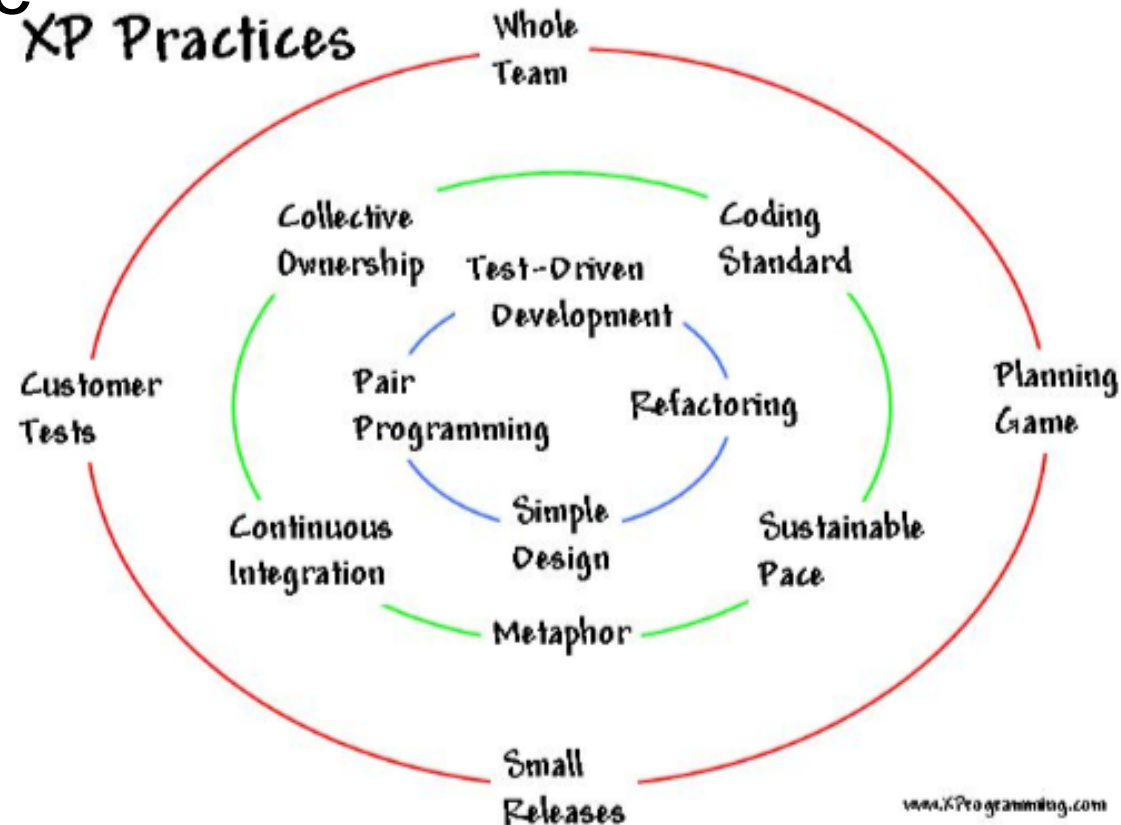 XP Practices
Whole
Team
Collective
Ownership
Coding
Standard
Test-Driven
Development
Customer
Tests
Pair
Programming
Refactoring
Planning
Game
Continuous
Integration
Simple
Design
Sustainable
Pace
Metaphor
Small
Releases
www.XProgramming.com